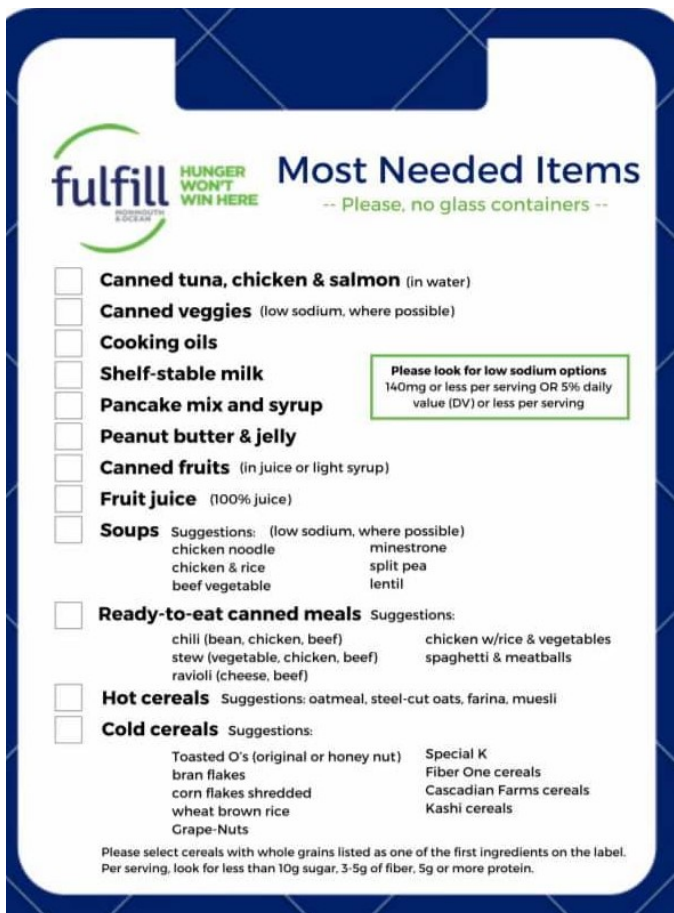 fulfill
MONMOUTH
& OCEAN
HUNGER
WON'T
WIN HERE
Most Needed Items
-- Please, no glass containers --
Canned tuna, chicken & salmon (in water)
Canned veggies (low sodium, where possible)
Cooking oils
Shelf-stable milk
Pancake mix and syrup
Peanut butter & jelly
Please look for low sodium options
140mg or less per serving OR 5% daily
value (DV) or less per serving
Canned fruits (in juice or light syrup)
Fruit juice (100% juice)
Soups Suggestions: (low sodium, where possible)
chicken noodle
chicken & rice
beef vegetable
minestrone
split pea
lentil
Ready-to-eat canned meals Suggestions:
chili (bean, chicken, beef)
stew (vegetable, chicken, beef)
ravioli (cheese, beef)
chicken w/rice & vegetables
spaghetti & meatballs
Hot cereals Suggestions: oatmeal, steel-cut oats, farina, muesli
Cold cereals Suggestions:
Toasted O's (original or honey nut)
bran flakes
corn flakes shredded
wheat brown rice
Grape-Nuts
Special K
Fiber One cereals
Cascadian Farms cereals
Kashi cereals
Please select cereals with whole grains listed as one of the first ingredients on the label.
Per serving, look for less than 10g sugar, 3-5g of fiber, 5g or more protein.